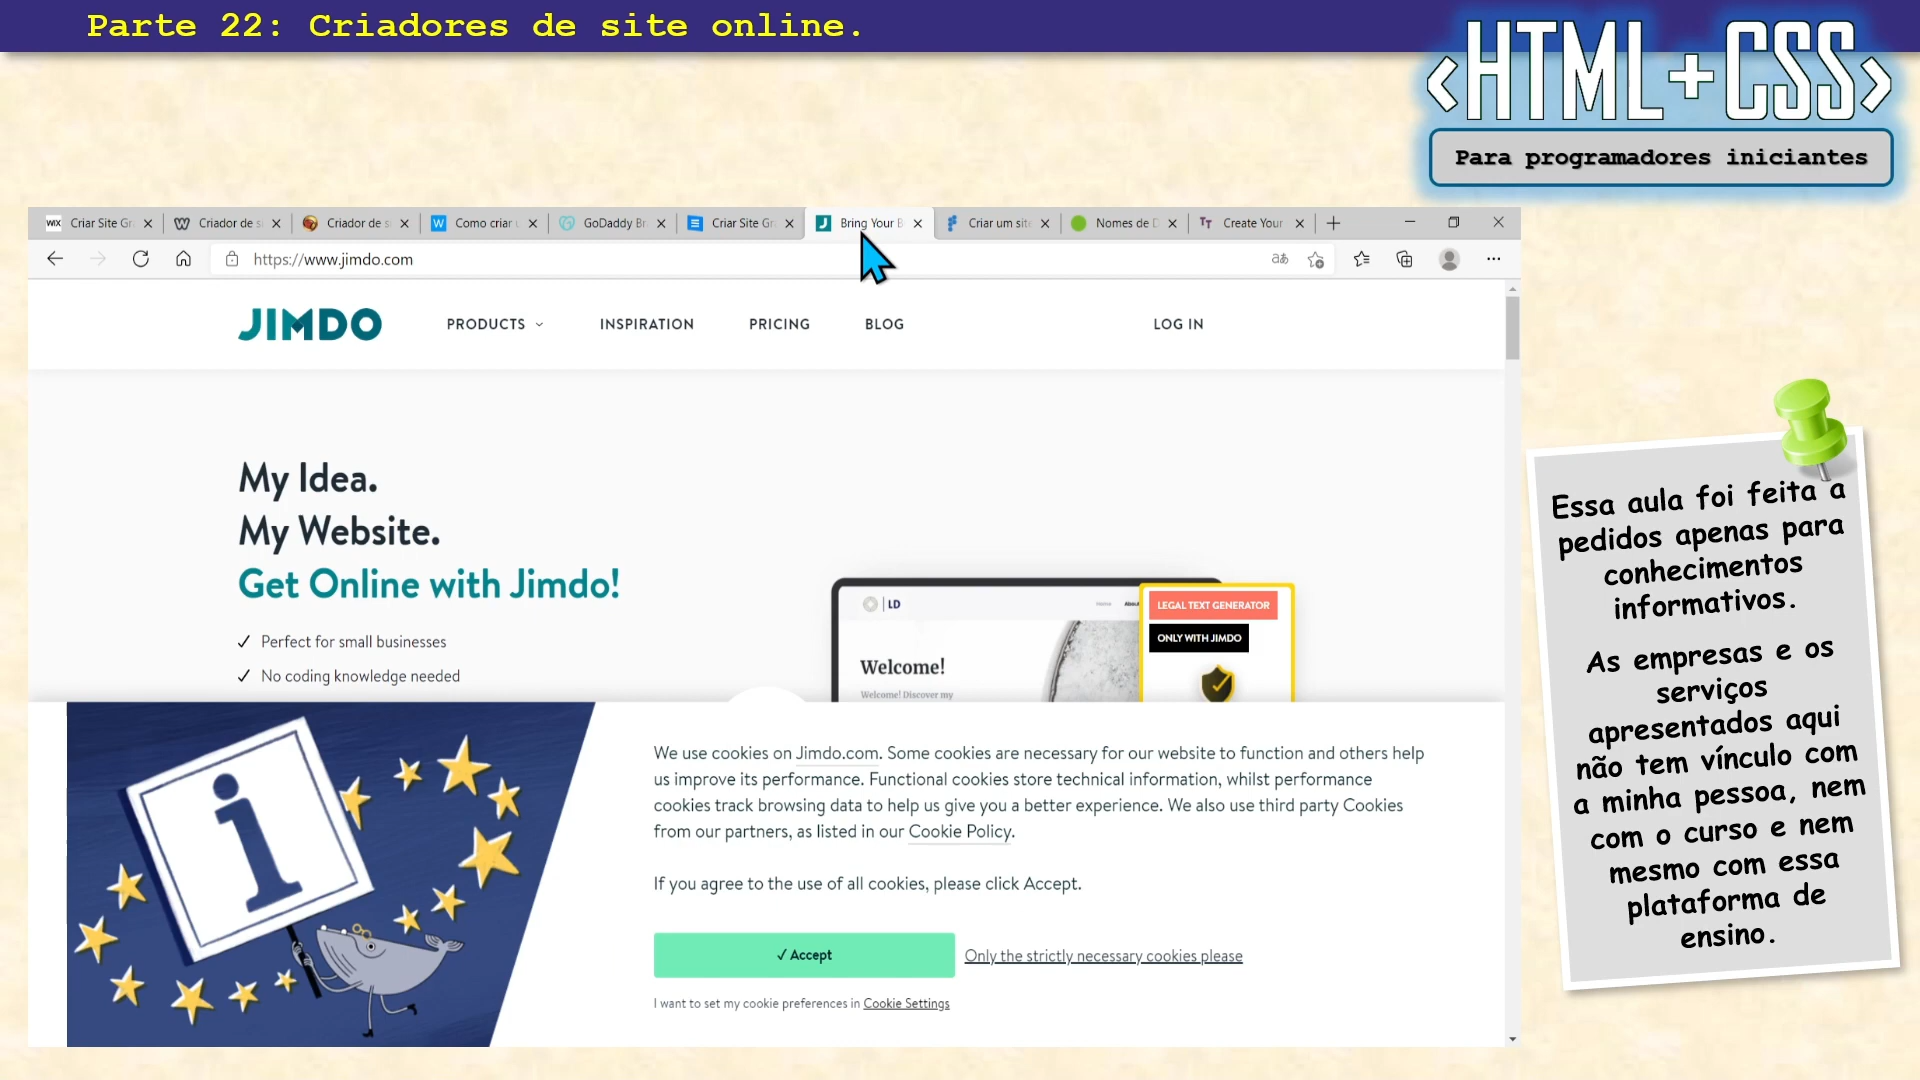 Parte 22: Criadores de site online.
<HTML+CSS>
Para programadores iniciantes
WIX Criar Site Gr
Criador de s
Criador de s
Como criar
GoDaddy Br
Criar Site Gr
Bring Your B
Criar um site
Nomes de D
Create Your
https://www.jimdo.com
JIMDO
PRODUCTS
INSPIRATION
PRICING
BLOG
LOG IN
My Idea.
My Website.
Get Online with Jimdo!
✓ Perfect for small businesses
✓ No coding knowledge needed
LD
Home
LEGAL TEXT GENERATOR
ONLY WITH JIMDO
Welcome!
Welcome! Discover my
We use cookies on Jimdo.com. Some cookies are necessary for our website to function and others help
us improve its performance. Functional cookies store technical information, whilst performance
cookies track browsing data to help us give you a better experience. We also use third party Cookies
from our partners, as listed in our Cookie Policy.
If you agree to the use of all cookies, please click Accept.
✓ Accept
Only the strictly necessary cookies please
I want to set my cookie preferences in Cookie Settings
Essa aula foi feita a
pedidos apenas para
conhecimentos
informativos.
As empresas e os
serviços
apresentados aqui
não tem vínculo com
a minha pessoa, nem
com o curso e nem
mesmo com essa
plataforma de
ensino.